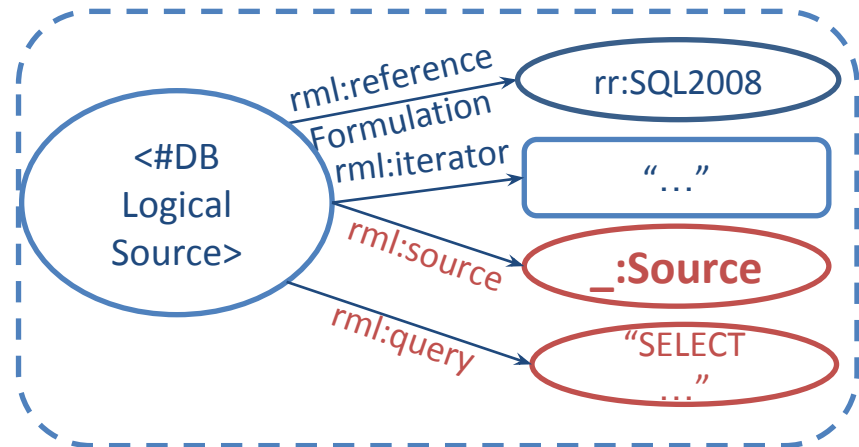 <#DB
Logical
Source>
rml:reference
Formulation
rr:SQL2008
rml:iterator
“...”
rml:source
_:Source
rml:query
“SELECT
...”